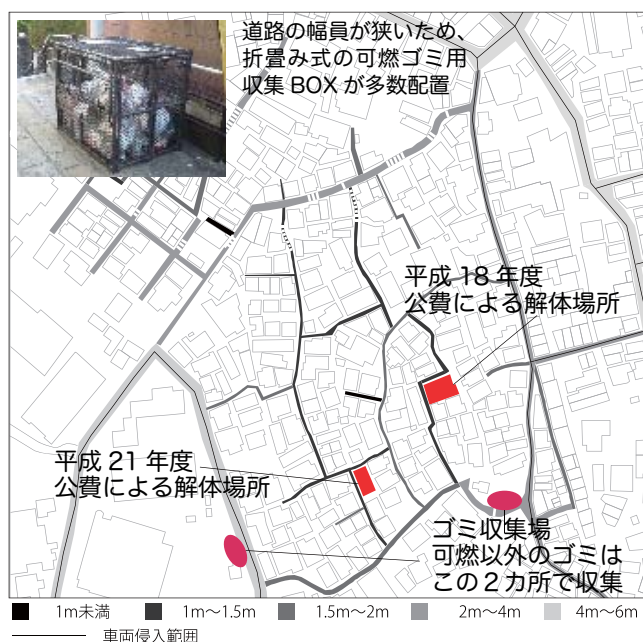 道路の幅員が狭いため、
折畳み式の可燃ゴミ用
収集 BOX が多数配置
平成 18 年度
公費による解体場所
平成 21 年度
公費による解体場所
ゴミ収集場
可燃以外のゴミは
この２カ所で収集
1m未満 1m〜1.5m 1.5m〜2m 2m〜4m 4m〜6m
車両侵入範囲